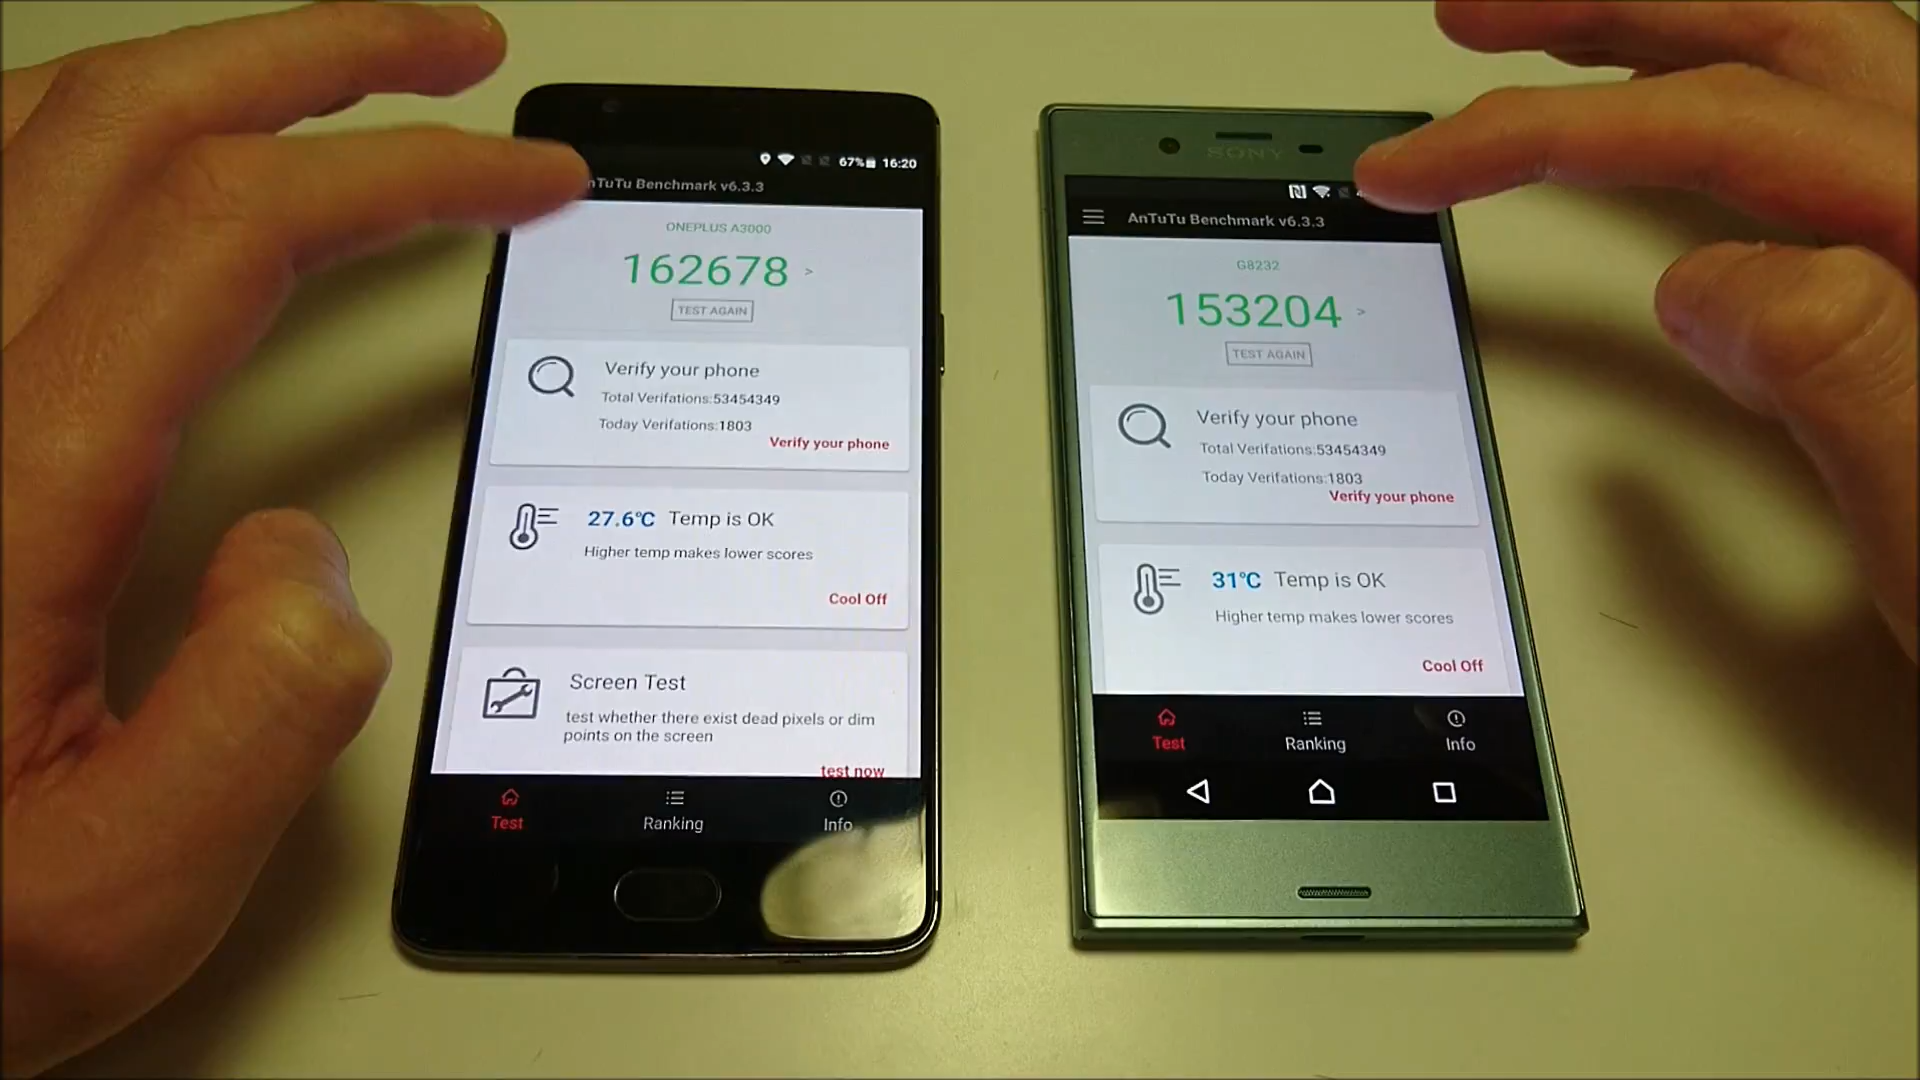 67% 16:20
AnTuTu Benchmark v6.3.3
ONEPLUS A3000
162678 >
TEST AGAIN
Verify your phone
Total Verifations:53454349
Today Verifations:1803
Verify your phone
27.6°C Temp is OK
Higher temp makes lower scores
Cool Off
Screen Test
test whether there exist dead pixels or dim
points on the screen
test now
Test Ranking Info
SONY
AnTuTu Benchmark v6.3.3
G8232
153204 >
TEST AGAIN
Verify your phone
Total Verifations:53454349
Today Verifations:1803
Verify your phone
31°C Temp is OK
Higher temp makes lower scores
Cool Off
Test Ranking Info